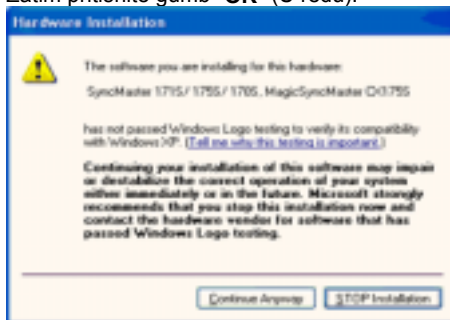 Zatim pritisnite gumb "OK" (U redu).
Hardware Installation
The software you are installing for this hardware:
SyncMaster 171S/ 175S/ 170S, MagicSyncMaster CX175S
has not passed Windows Logo testing to verify its compatibility
with Windows XP. (Tell me why this testing is important.)
Continuing your installation of this software may impair
or destabilize the correct operation of your system
either immediately or in the future. Microsoft strongly
recommends that you stop this installation now and
contact the hardware vendor for software that has
passed Windows Logo testing.
Continue Anyway
STOP Installation